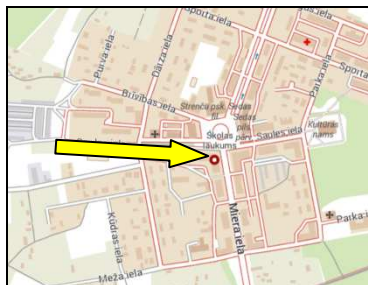 Sporta iela
Purva iela
Dārza iela
Sporta
Parka iela
Brīvības iela
Strenču psk.
fil.
Sedas
Sedas
pils.
pārv.
Skolas
laukums
Saules iela
Kultūras
nams
Miera iela
Kūdras iela
Parka
Meža iela